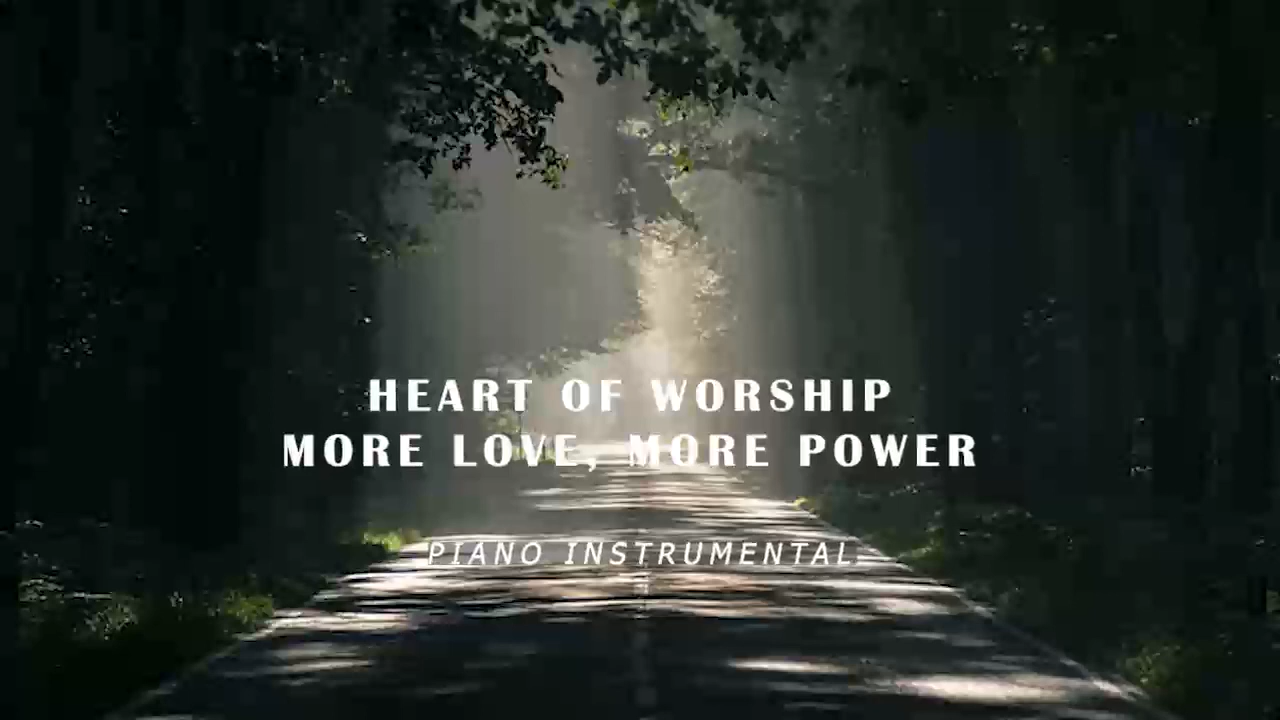 HEART OF WORSHIP
MORE LOVE, MORE POWER
PIANO INSTRUMENTAL